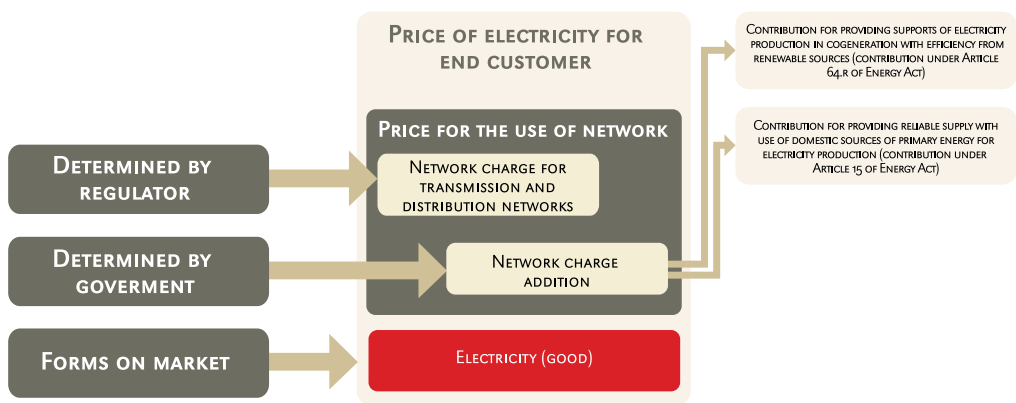 Price of electricity for
end customer
Contribution for providing supports of electricity
production in cogeneration with efficiency from
renewable sources (contribution under Article
64.r of Energy Act)
Price for the use of network
Contribution for providing reliable supply with
use of domestic sources of primary energy for
electricity production (contribution under
Article 15 of Energy Act)
Determined by
regulator
Network charge for
transmission and
distribution networks
Determined by
goverment
Network charge
addition
Forms on market
Electricity (good)